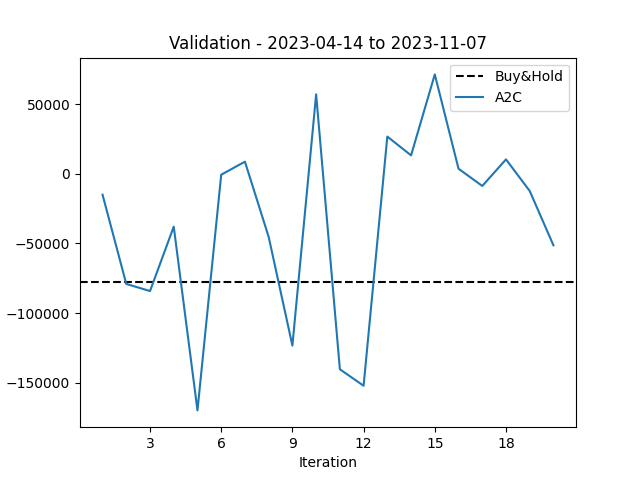 Validation - 2023-04-14 to 2023-11-07
Buy&Hold
A2C
50000
0
−50000
−100000
−150000
3 6 9 12 15 18
Iteration